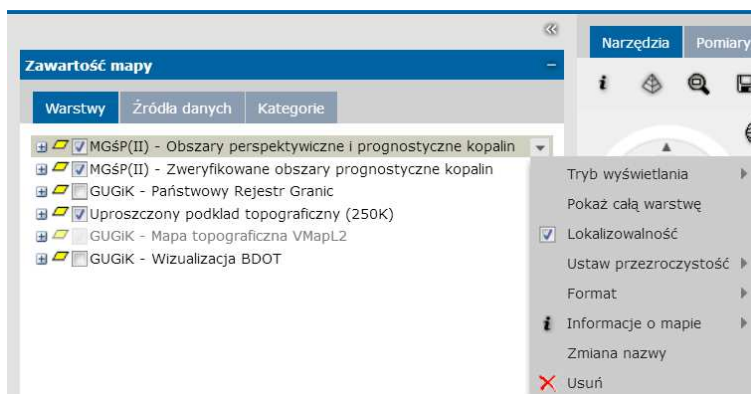 Narzędzia Pomiary
Zawartość mapy
Warstwy Źródła danych Kategorie
MGśP(II) - Obszary perspektywiczne i prognostyczne kopalin
MGśP(II) - Zweryfikowane obszary prognostyczne kopalin
GUGiK - Państwowy Rejestr Granic
Uproszczony podkład topograficzny (250K)
GUGiK - Mapa topograficzna VMapL2
GUGiK - Wizualizacja BDOT
Tryb wyświetlania
Pokaż całą warstwę
Lokalizowalność
Ustaw przezroczystość
Format
Informacje o mapie
Zmiana nazwy
Usuń